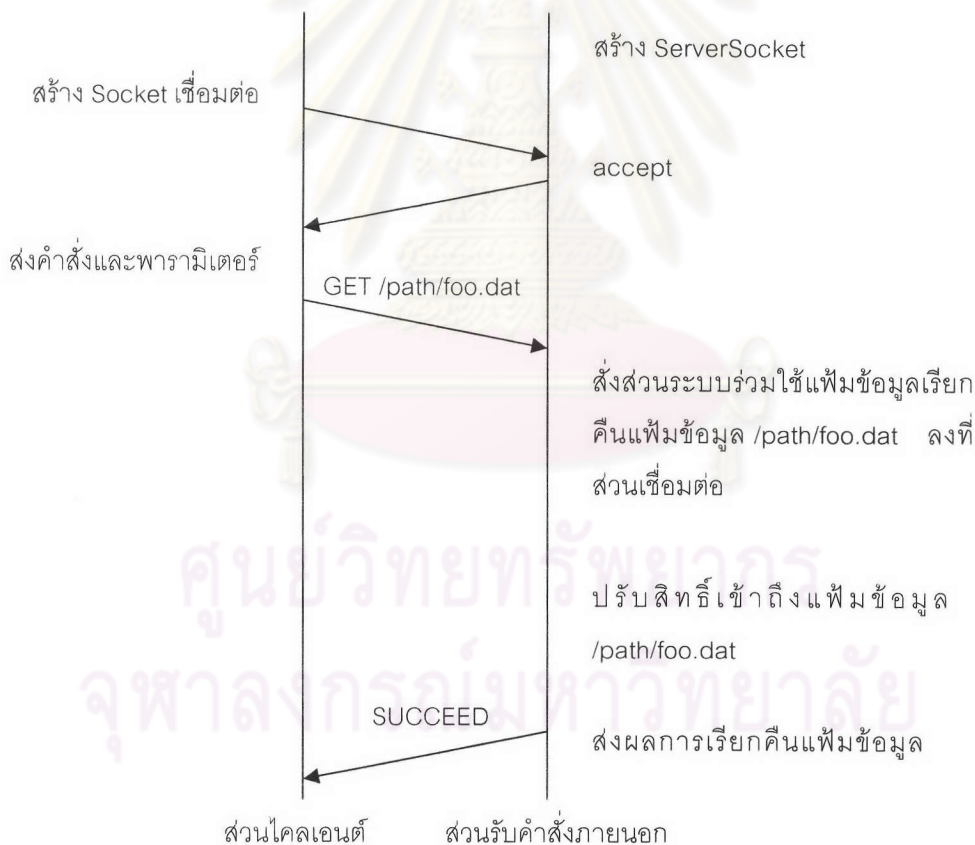 สร้าง ServerSocket
สร้าง Socket เชื่อมต่อ
accept
ส่งคำสั่งและพารามิเตอร์
GET /path/foo.dat
สั่งส่วนระบบร่วมใช้แฟ้มข้อมูลเรียก
คืนแฟ้มข้อมูล /path/foo.dat ลงที่
ส่วนเชื่อมต่อ
ศูนย์วิทยทรัพยากร
ปรับสิทธิ์เข้าถึงแฟ้มข้อมูล
/path/foo.dat
จุฬาลงกรณ์มหาวิทยาลัย
SUCCEED
ส่งผลการเรียกคืนแฟ้มข้อมูล
ส่วนไคลเอนต์
ส่วนรับคำสั่งภายนอก